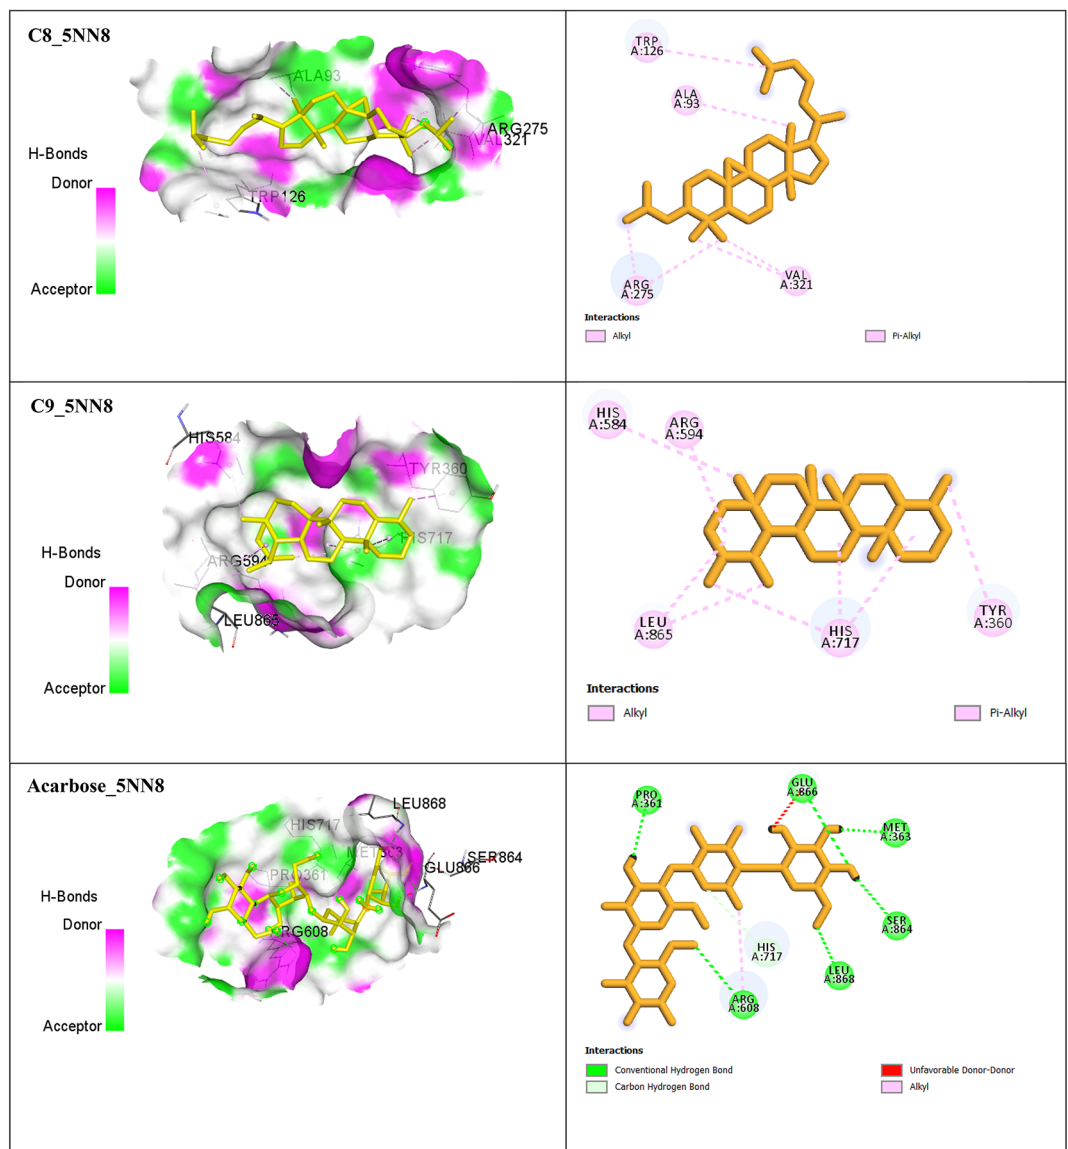 C8_5NN8
ALA93
ARG275
VAL321
TRP126
H-Bonds
Donor
Acceptor
TRP
A:126
ALA
A:93
ARG
A:275
VAL
A:321
Interactions
Alkyl
Pi-Alkyl
C9_5NN8
HIS584
TYR360
HIS717
ARG594
LEU865
H-Bonds
Donor
Acceptor
HIS
A:584
ARG
A:594
LEU
A:865
HIS
A:717
TYR
A:360
Interactions
Alkyl
Pi-Alkyl
Acarbose_5NN8
LEU868
HIS717
SER864
GLU866
PRO361
RG608
H-Bonds
Donor
Acceptor
PRO
A:361
GLU
A:866
MET
A:363
SER
A:864
HIS
A:717
LEU
A:868
ARG
A:608
Interactions
Conventional Hydrogen Bond
Carbon Hydrogen Bond
Unfavorable Donor-Donor
Alkyl